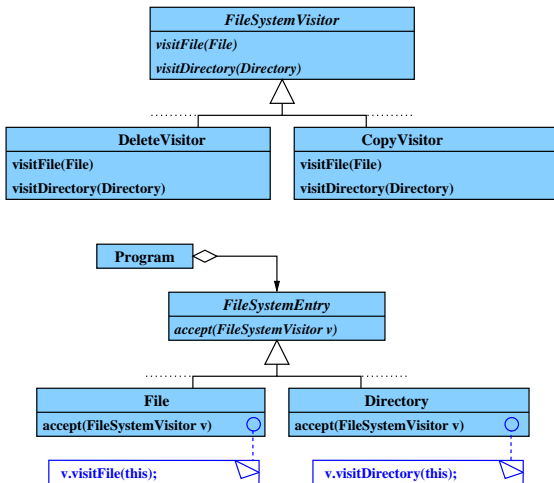 FileSystemVisitor
visitFile(File)
visitDirectory(Directory)
DeleteVisitor
visitFile(File)
visitDirectory(Directory)
CopyVisitor
visitFile(File)
visitDirectory(Directory)
Program
FileSystemEntry
accept(FileSystemVisitor v)
File
accept(FileSystemVisitor v)
Directory
accept(FileSystemVisitor v)
v.visitFile(this);
v.visitDirectory(this);